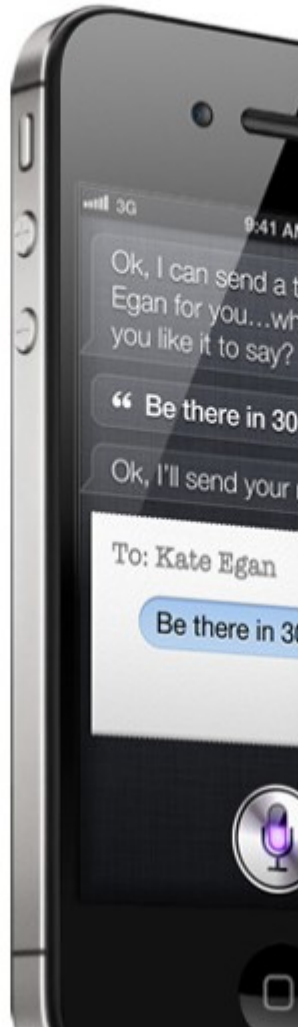 3G
9:41 AM
Ok, I can send a
Egan for you...
you like it to say?
“ Be there in 30
Ok, I'll send your
To: Kate Egan
Be there in 30